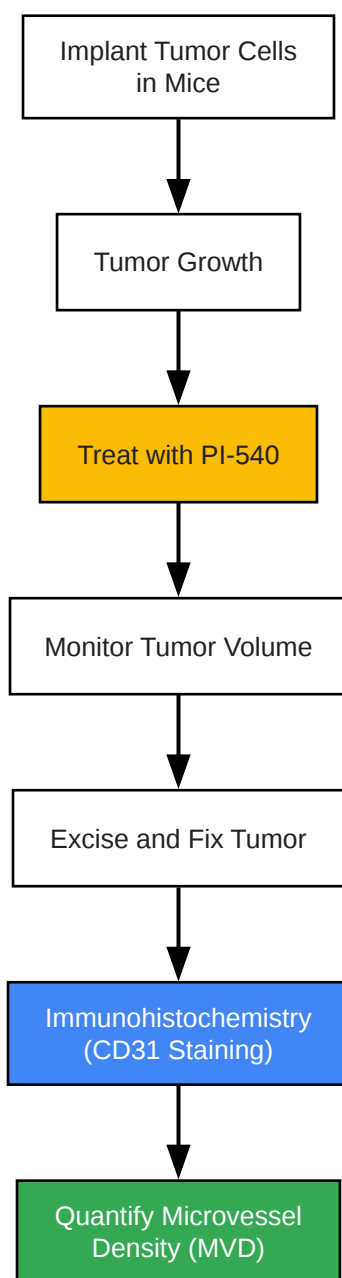 Implant Tumor Cells
in Mice
Tumor Growth
Treat with PI-540
Monitor Tumor Volume
Excise and Fix Tumor
Immunohistochemistry
(CD31 Staining)
Quantify Microvessel
Density (MVD)